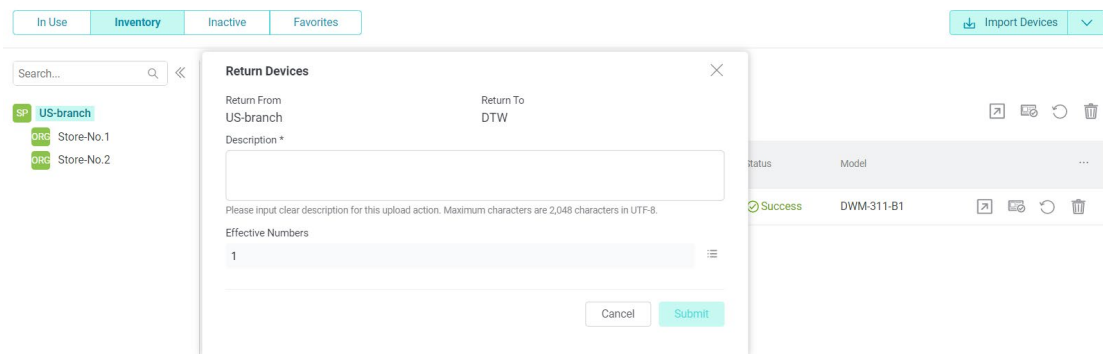 In Use Inventory Inactive Favorites Import Devices
Search...
SP US-branch
ORG Store-No.1
ORG Store-No.2
Return Devices
Return From Return To
US-branch DTW
Description *
Please input clear description for this upload action. Maximum characters are 2,048 characters in UTF-8.
Effective Numbers
1
Cancel Submit
Model ...
Success DWM-311-B1